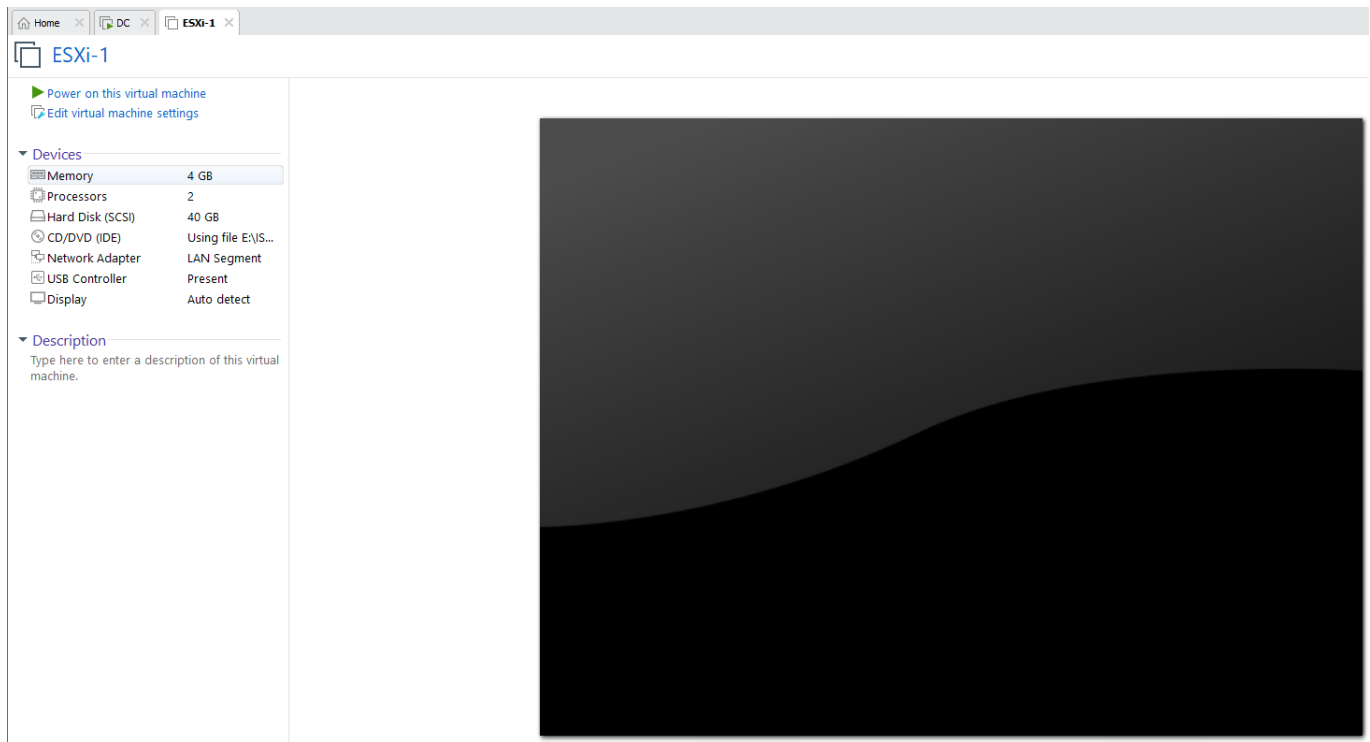 Home DC ESXi-1
ESXi-1
Power on this virtual machine
Edit virtual machine settings
Devices
Memory 4 GB
Processors 2
Hard Disk (SCSI) 40 GB
CD/DVD (IDE) Using file E:\IS...
Network Adapter LAN Segment
USB Controller Present
Display Auto detect
Description
Type here to enter a description of this virtual
machine.